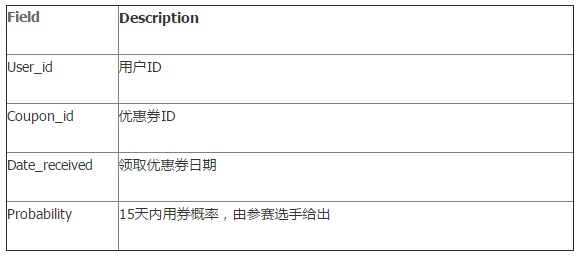 Field Description
User_id 用户ID
Coupon_id 优惠券ID
Date_received 领取优惠券日期
Probability 15天内用券概率，由参赛选手给出